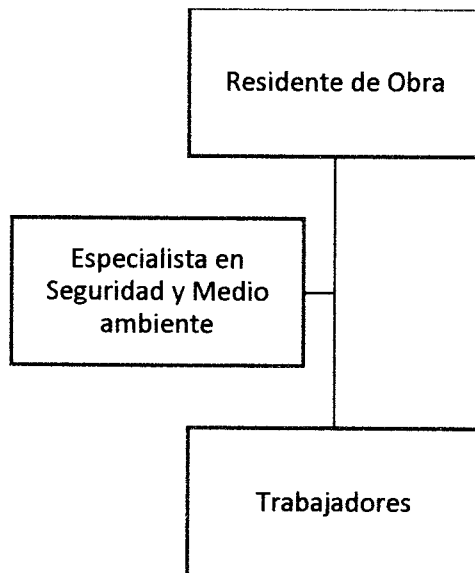 Residente de Obra
Especialista en
Seguridad y Medio
ambiente
Trabajadores